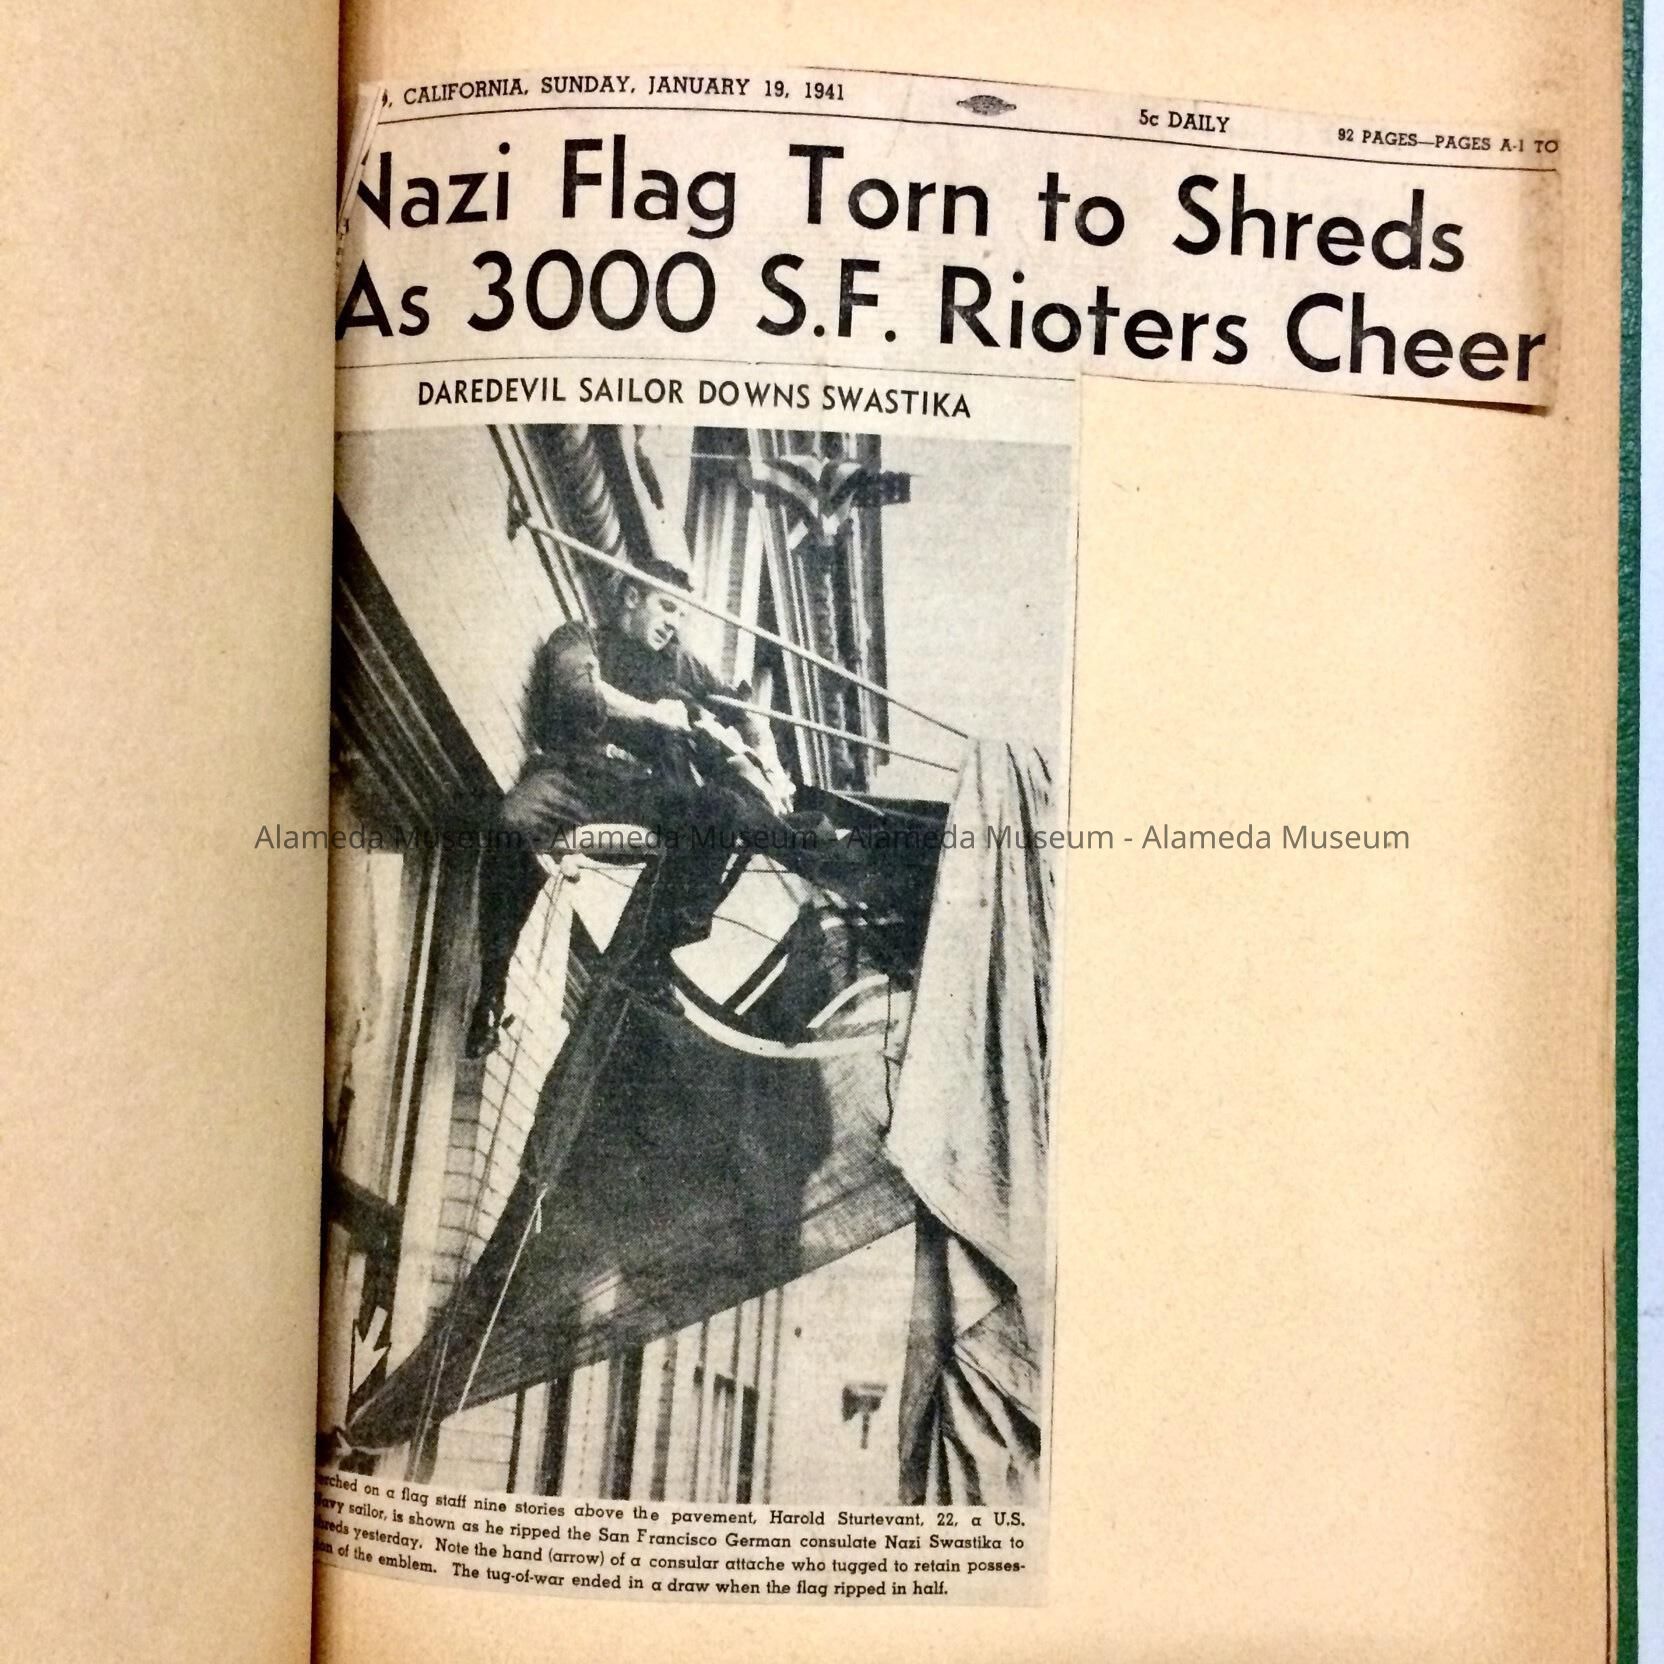 , CALIFORNIA, SUNDAY, JANUARY 19, 1941
5c DAILY
92 PAGES—PAGES A-1 TO
Nazi Flag Torn to Shreds
As 3000 S.F. Rioters Cheer
DAREDEVIL SAILOR DOWNS SWASTIKA
Alameda Museum - Alameda Museum - Alameda Museum - Alameda Museum
erched on a flag staff nine stories above the pavement, Harold Sturtevant, 22, a U.S.
avy sailor, is shown as he ripped the San Francisco German consulate Nazi Swastika to
reds yesterday. Note the hand (arrow) of a consular attache who tugged to retain posses-
on of the emblem. The tug-of-war ended in a draw when the flag ripped in half.